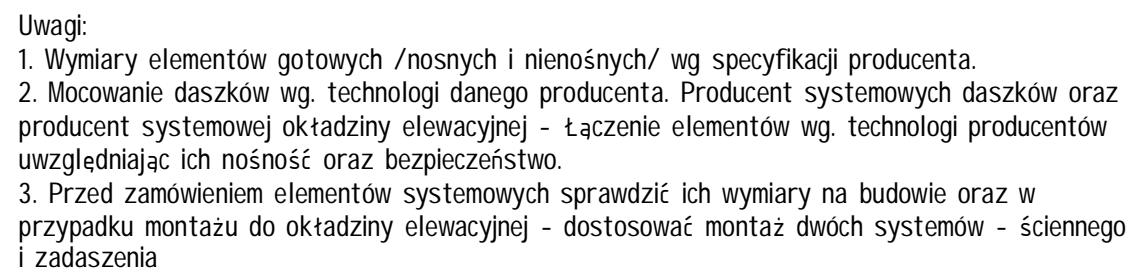 Uwagi:
1. Wymiary elementów gotowych /nosnych i nienośnych/ wg specyfikacji producenta.
2. Mocowanie daszków wg. technologi danego producenta. Producent systemowych daszków oraz
producent systemowej okładziny elewacyjnej - Łączenie elementów wg. technologi producentów
uwzględniając ich nośność oraz bezpieczeństwo.
3. Przed zamówieniem elementów systemowych sprawdzić ich wymiary na budowie oraz w
przypadku montażu do okładziny elewacyjnej - dostosować montaż dwóch systemów - ściennego
i zadaszenia